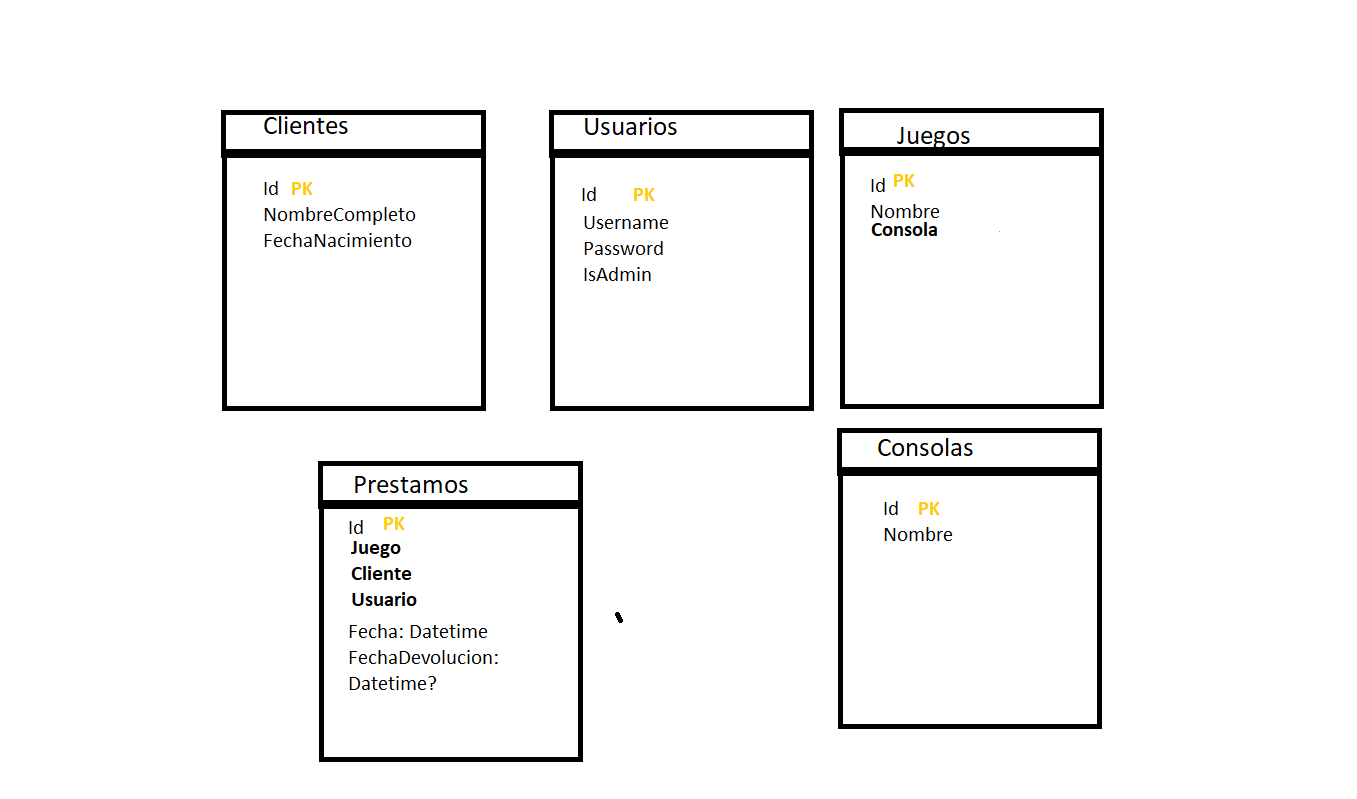 Clientes
Id PK
NombreCompleto
FechaNacimiento
Usuarios
Id PK
Username
Password
IsAdmin
Juegos
Id PK
Nombre
Consola
Prestamos
Id PK
Juego
Cliente
Usuario
Fecha: Datetime
FechaDevolucion:
Datetime?
Consolas
Id PK
Nombre